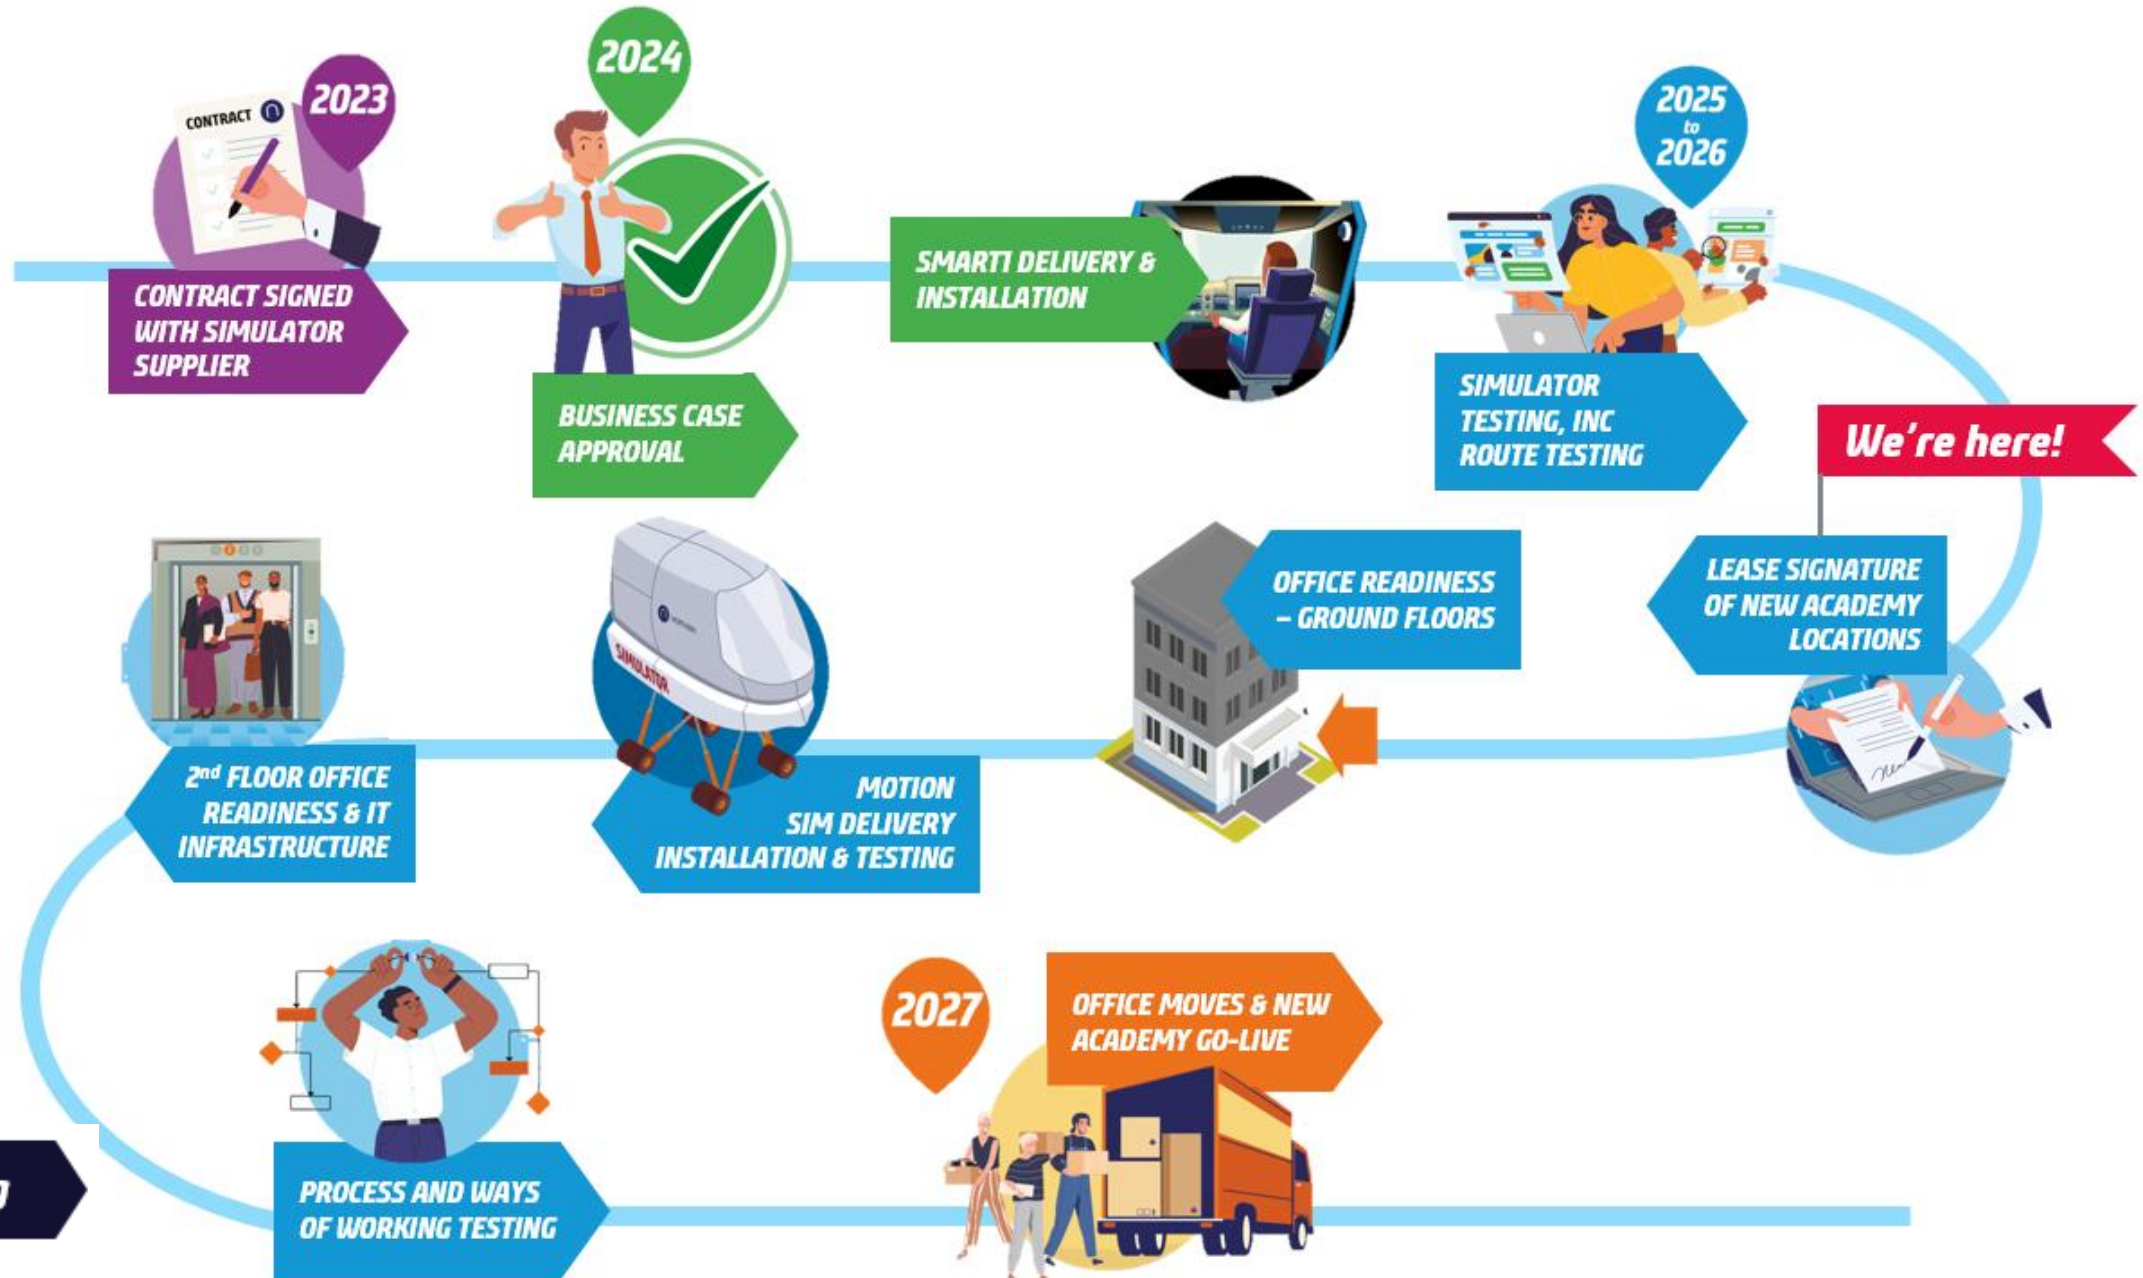 2023
CONTRACT
CONTRACT SIGNED
WITH SIMULATOR
SUPPLIER
2024
BUSINESS CASE
APPROVAL
SMARTI DELIVERY &
INSTALLATION
2025
to
2026
SIMULATOR
TESTING, INC
ROUTE TESTING
We're here!
LEASE SIGNATURE
OF NEW ACADEMY
LOCATIONS
OFFICE READINESS
– GROUND FLOORS
SIMULATOR
MOTION
SIM DELIVERY
INSTALLATION & TESTING
2nd FLOOR OFFICE
READINESS & IT
INFRASTRUCTURE
PROCESS AND WAYS
OF WORKING TESTING
2027
OFFICE MOVES & NEW
ACADEMY GO-LIVE